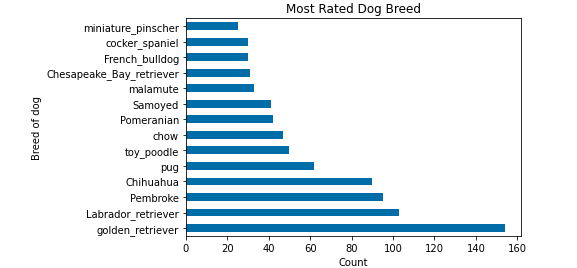 Most Rated Dog Breed
miniature_pinscher
cocker_spaniel
French_bulldog
Chesapeake_Bay_retriever
malamute
Samoyed
Pomeranian
chow
toy_poodle
pug
Chihuahua
Pembroke
Labrador_retriever
golden_retriever
Breed of dog
0 20 40 60 80 100 120 140 160
Count